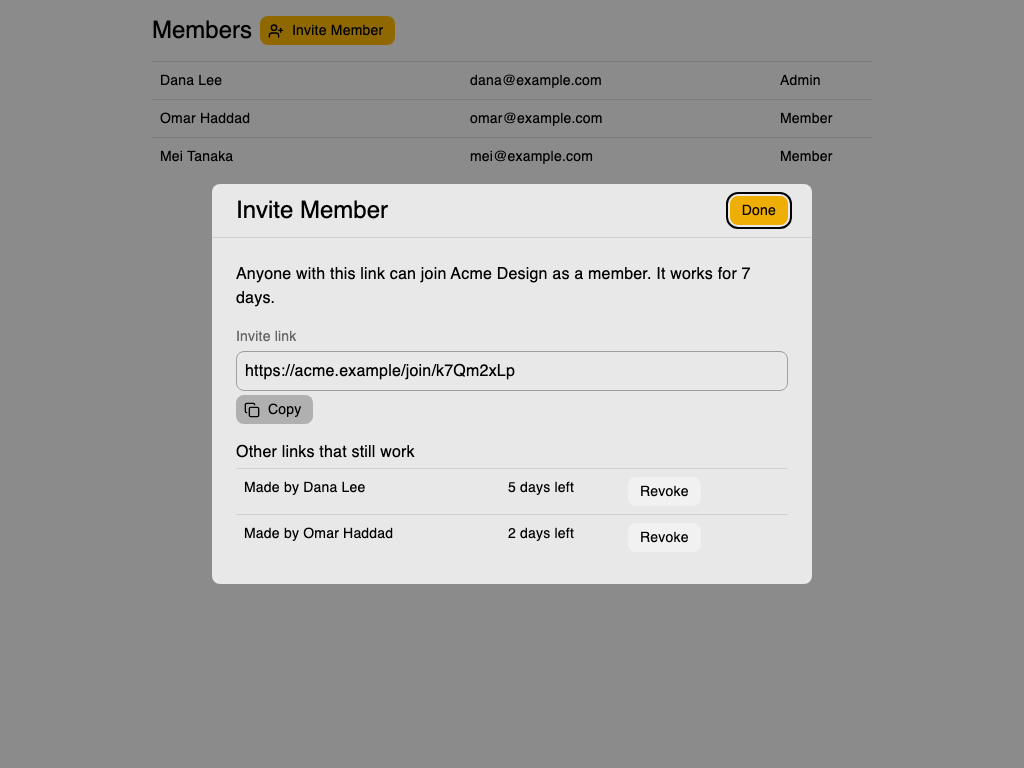 Members
Invite Member
Dana Lee dana@example.com Admin
Omar Haddad omar@example.com Member
Mei Tanaka mei@example.com Member
Invite Member
Done
Anyone with this link can join Acme Design as a member. It works for 7
days.
Invite link
https://acme.example/join/k7Qm2xLp
Copy
Other links that still work
Made by Dana Lee 5 days left Revoke
Made by Omar Haddad 2 days left Revoke